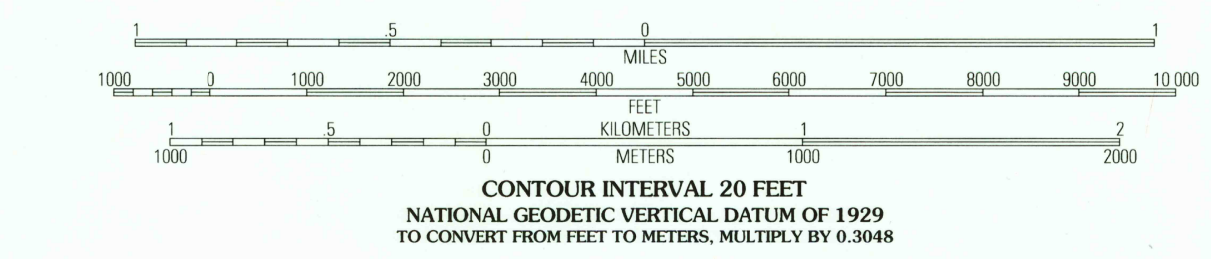 1 .5 0 1
MILES
1000 0 1000 2000 3000 4000 5000 6000 7000 8000 9000 10 000
FEET
1 .5 0 KILOMETERS 1 2
1000 0 METERS 1000 2000
CONTOUR INTERVAL 20 FEET
NATIONAL GEODETIC VERTICAL DATUM OF 1929
TO CONVERT FROM FEET TO METERS, MULTIPLY BY 0.3048